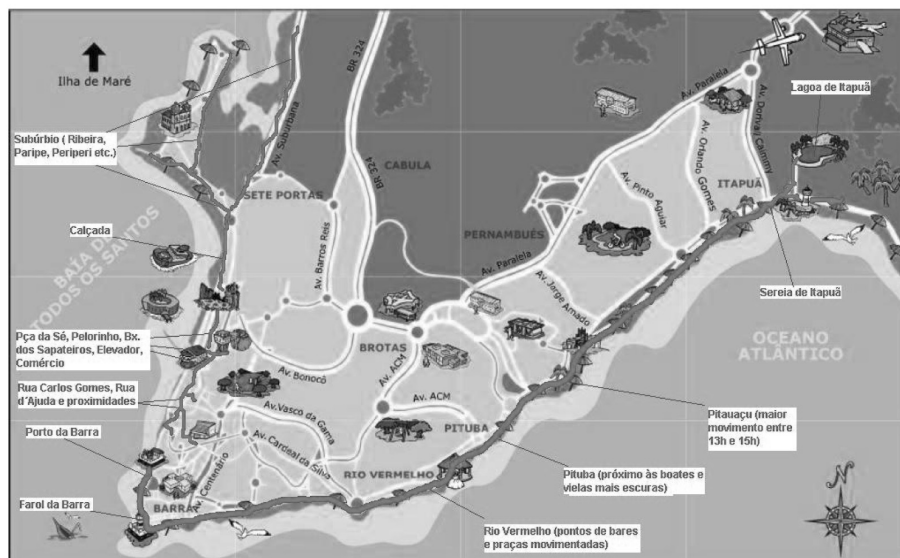 Ilha de Maré
Subúrbio ( Ribeira,
Paripe, Periperi etc.)
Av. Suburbana
BR 324
BR 324
CABULA
SETE PORTAS
Av. Barros Reis
Calçada
BAÍA DE
TODOS OS SANTOS
Pça da Sé, Pelorinho, Bx.
dos Sapateiros, Elevador,
Comércio
Rua Carlos Gomes, Rua
d´Ajuda e proximidades
Porto da Barra
Farol da Barra
BARRA
Av. Centenário
Av. Cardeal da Silva
Av.Vasco da Gama
Av. Bonocô
BROTAS
Av. ACM
Av. ACM
PITUBA
RIO VERMELHO
PERNAMBUÉS
Av. Paralela
Av. Jorge Amado
Av. Pinto Aguiar
Av. Orlando Gomes
Av. Paralela
Av. Dorival Caimmy
ITAPUÃ
Lagoa de Itapuã
Sereia de Itapuã
OCEANO
ATLÂNTICO
Pitauaçu (maior
movimento entre
13h e 15h)
Pituba (próximo às boates e
vielas mais escuras)
Rio Vermelho (pontos de bares
e praças movimentadas)
N